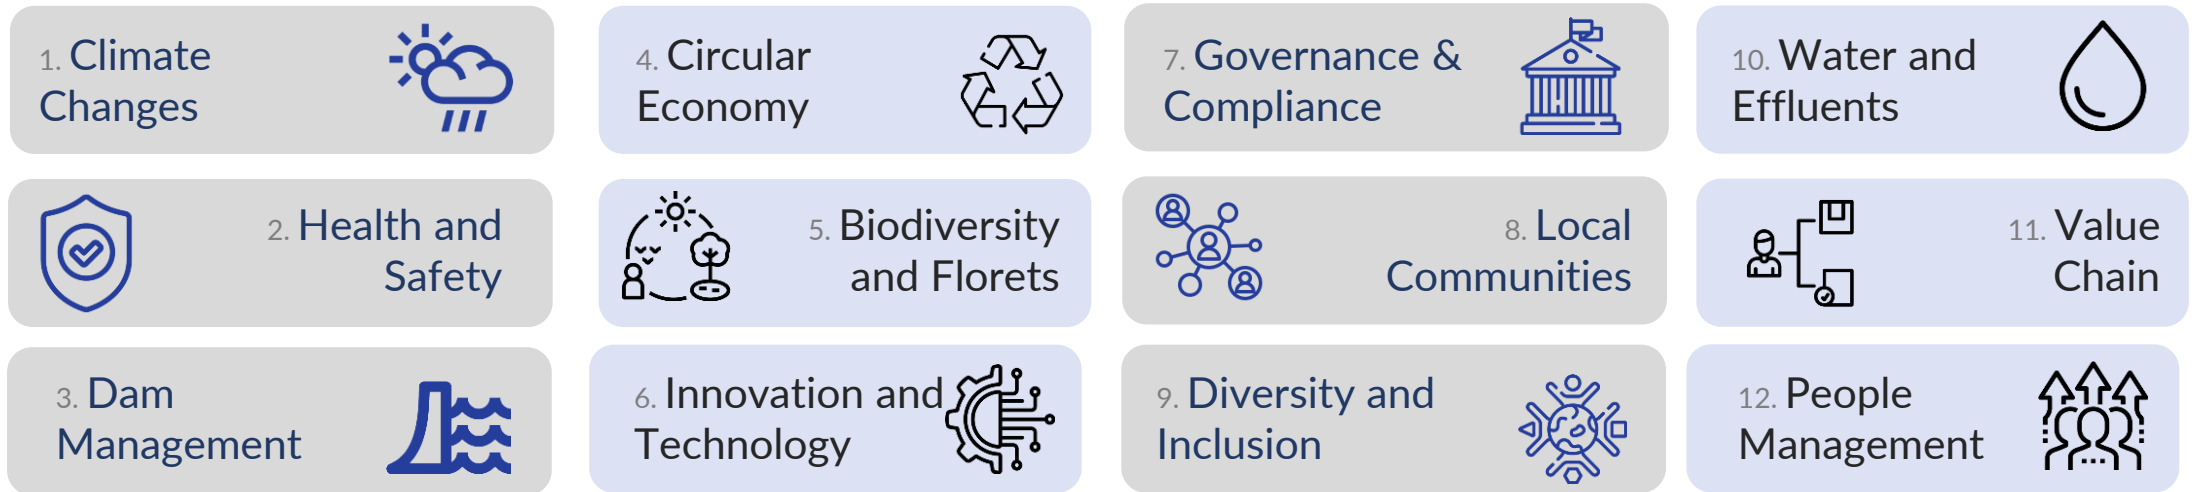 1. Climate
Changes
2. Health and
Safety
3. Dam
Management
4. Circular
Economy
5. Biodiversity
and Florets
6. Innovation and
Technology
7. Governance &
Compliance
8. Local
Communities
9. Diversity and
Inclusion
10. Water and
Effluents
11. Value
Chain
12. People
Management